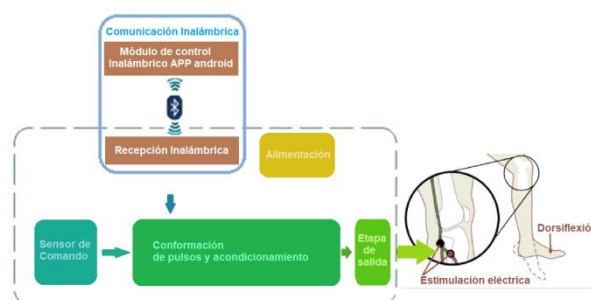 Comunicación Inalámbrica
Módulo de control
Inalámbrico APP android
Recepción Inalámbrica
Alimentación
Sensor de
Comando
Conformación
de pulsos y acondicionamiento
Etapa
de
salida
Dorsiflexió
Estimulación eléctrica